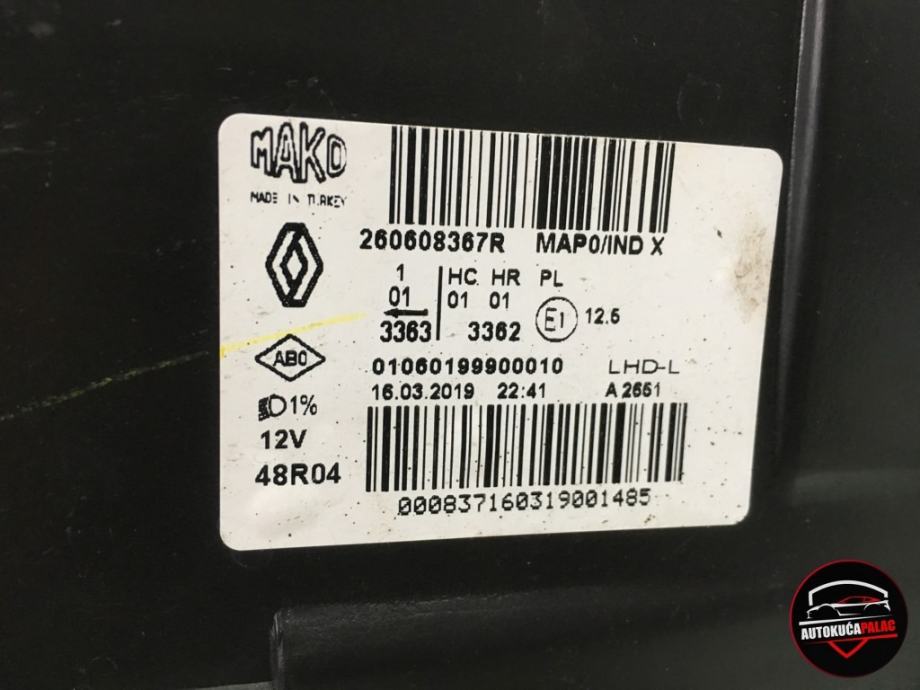 MAKO
MADE IN TURKEY
260608367R MAP0/IND X
1 HC HR PL
01 01 01
3363 3362 E1 12.5
ABO
01060199900010 LHD-L
16.03.2019 22:41 A 2651
1%
12V
48R04
000837160319001485
AUTOKUĆA PALAC